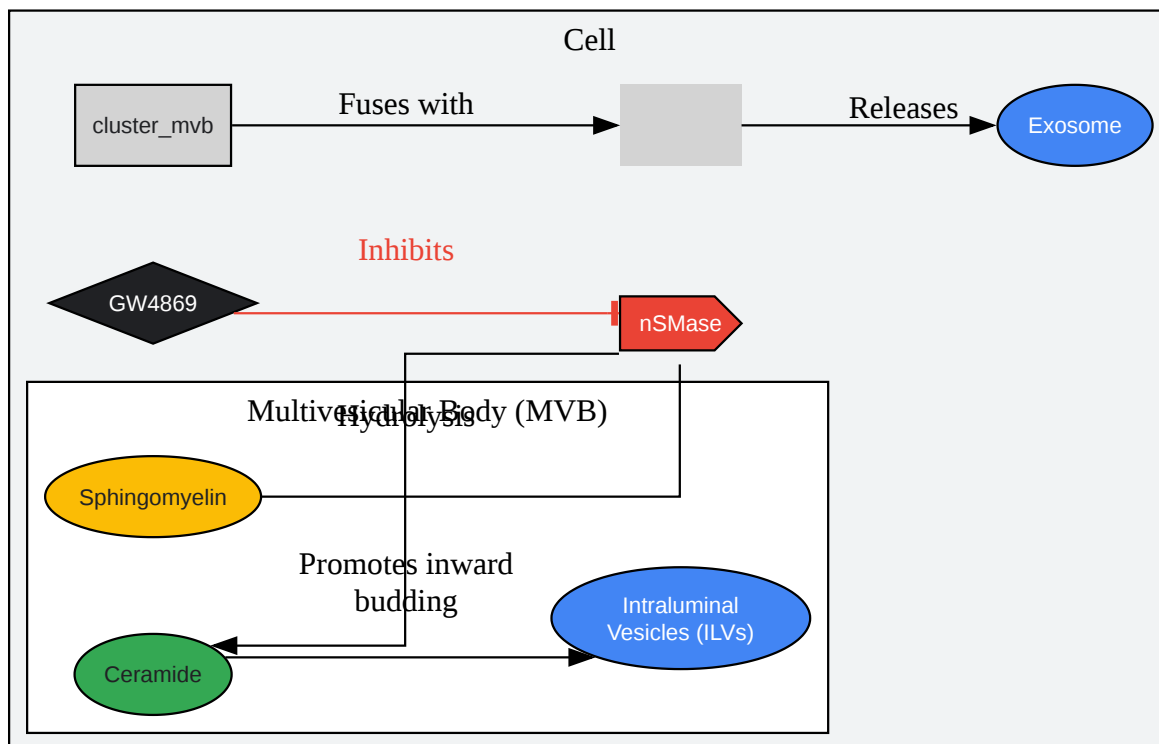 Cell
cluster_mvb
Fuses with
Releases
Exosome
Inhibits
GW4869
nSMase
Multivesicular Body (MVB)
Hydrolysis
Sphingomyelin
Promotes inward
budding
Intraluminal
Vesicles (ILVs)
Ceramide